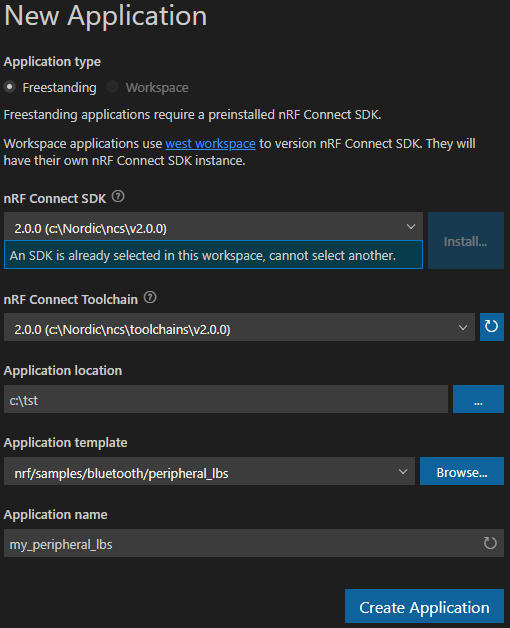 New Application
Application type
Freestanding Workspace
Freestanding applications require a preinstalled nRF Connect SDK.
Workspace applications use west workspace to version nRF Connect SDK. They will
have their own nRF Connect SDK instance.
nRF Connect SDK
2.0.0 (c:\Nordic\ncs\v2.0.0)
Install...
An SDK is already selected in this workspace, cannot select another.
nRF Connect Toolchain
2.0.0 (c:\Nordic\ncs\toolchains\v2.0.0)
Application location
c:\tst
...
Application template
nrf/samples/bluetooth/peripheral_lbs
Browse...
Application name
my_peripheral_lbs
Create Application